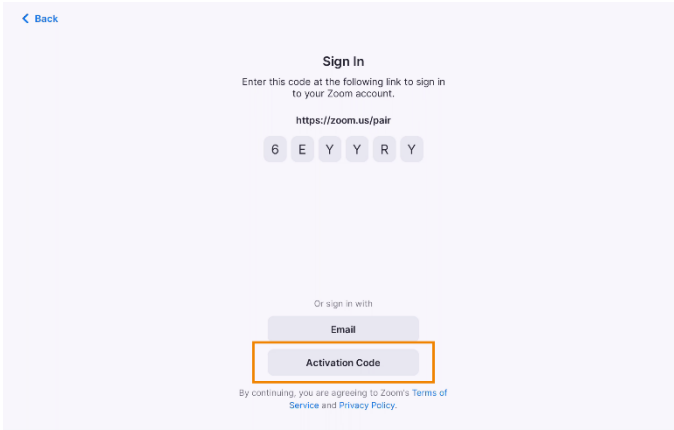 Back
Sign In
Enter this code at the following link to sign in
to your Zoom account.
https://zoom.us/pair
6 E Y Y R Y
Or sign in with
Email
Activation Code
By continuing, you are agreeing to Zoom's Terms of
Service and Privacy Policy.